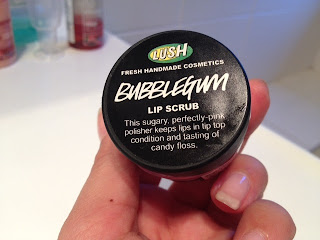 LUSH
FRESH HANDMADE COSMETICS
BUBBLEGUM
LIP SCRUB
This sugary, perfectly-pink
polisher keeps lips in tip top
condition and tasting of
candy floss.